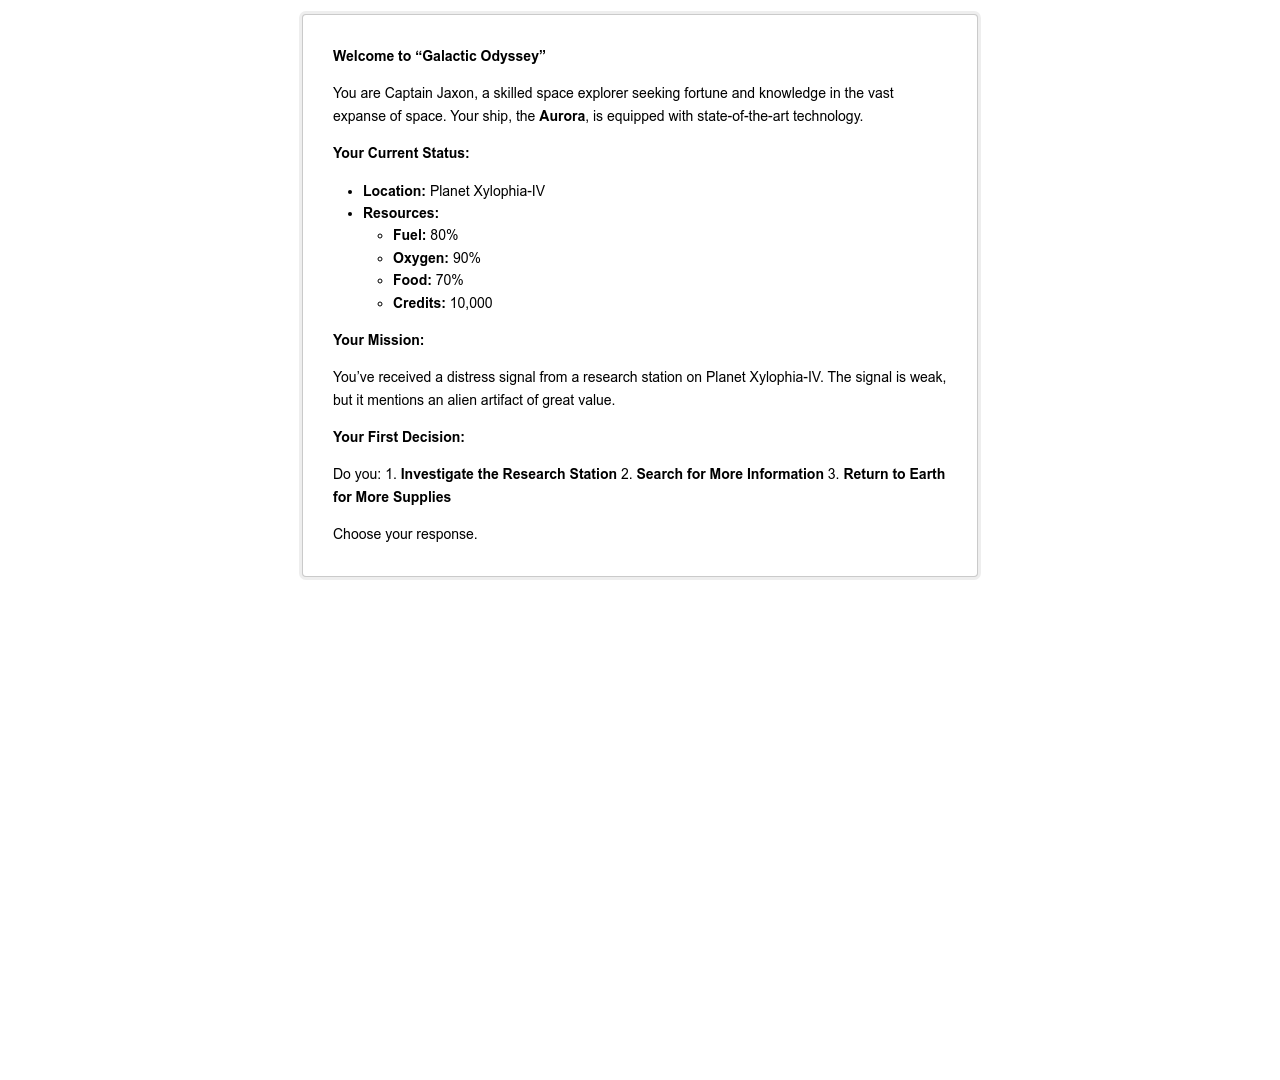 Welcome to “Galactic Odyssey”
You are Captain Jaxon, a skilled space explorer seeking fortune and knowledge in the vast
expanse of space. Your ship, the Aurora, is equipped with state-of-the-art technology.
Your Current Status:
• Location: Planet Xylophia-IV
• Resources:
◦ Fuel: 80%
◦ Oxygen: 90%
◦ Food: 70%
◦ Credits: 10,000
Your Mission:
You’ve received a distress signal from a research station on Planet Xylophia-IV. The signal is weak,
but it mentions an alien artifact of great value.
Your First Decision:
Do you: 1. Investigate the Research Station 2. Search for More Information 3. Return to Earth
for More Supplies
Choose your response.